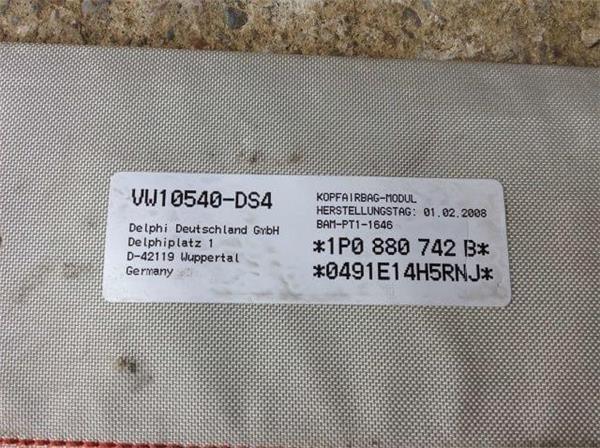 VW10540-DS4
Delphi Deutschland GmbH
Delphiplatz 1
D-42119 Wuppertal
Germany
KOPFAIRBAG-MODUL
HERSTELLUNGSTAG: 01.02.2008
BAM-PT1-1646
*1P0 880 742 B*
*0491E14H5RNJ*